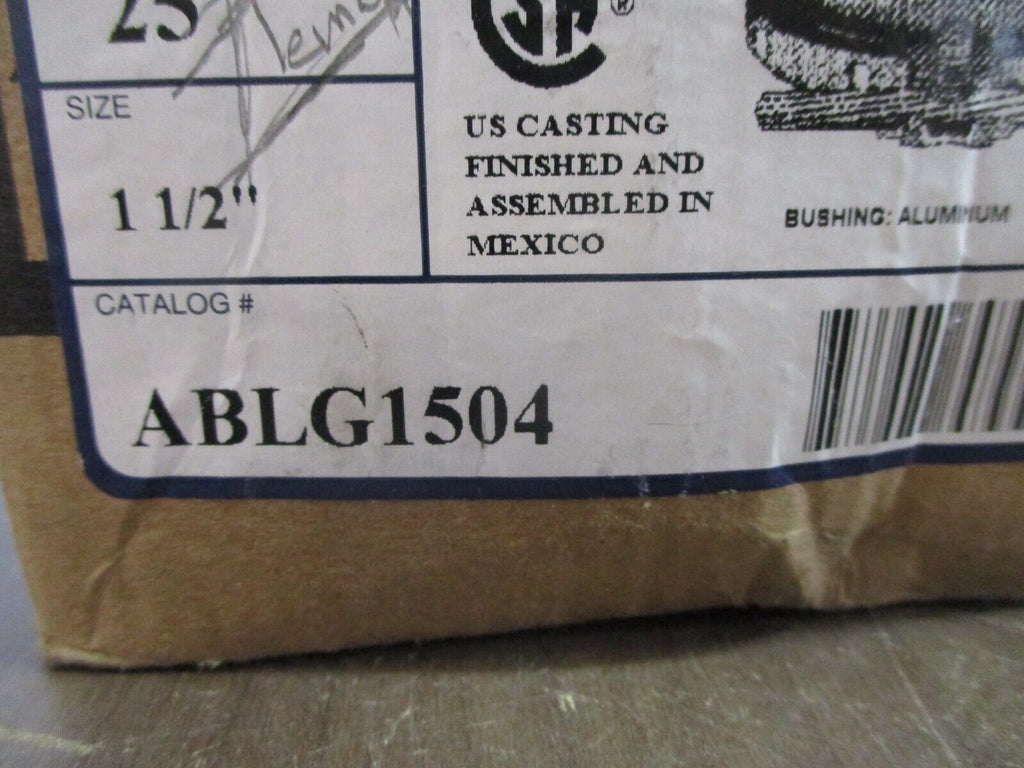 25
SIZE
1 1/2"
®
US CASTING
FINISHED AND
ASSEMBLED IN
MEXICO
BUSHING: ALUMINUM
CATALOG #
ABLG1504